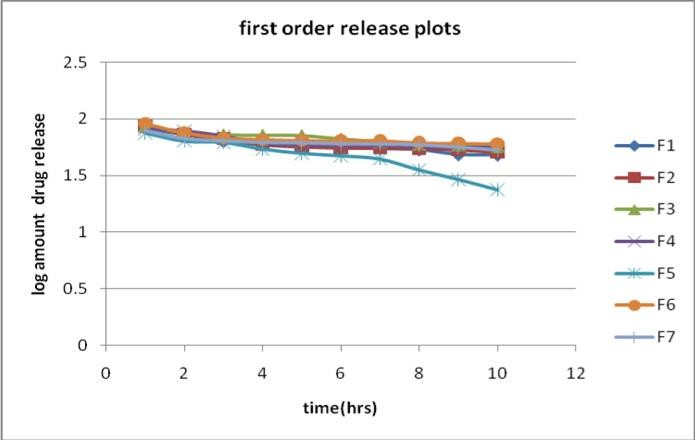 first order release plots
2.5
2
1.5
1
0.5
0
0 2 4 6 8 10 12
log amount drug release
time(hrs)
F1
F2
F3
F4
F5
F6
F7